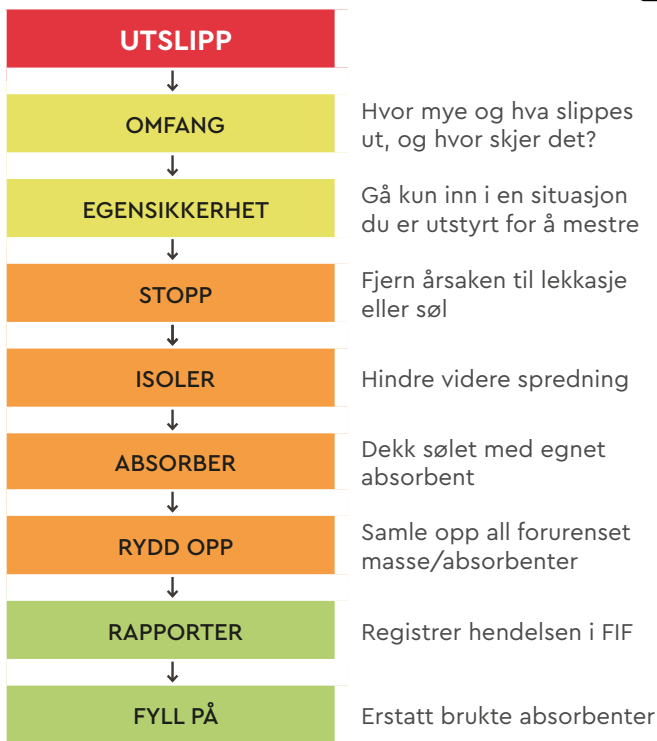 UTSLIPP
↓
OMFANG
Hvor mye og hva slippes
ut, og hvor skjer det?
↓
EGENSIKKERHET
Gå kun inn i en situasjon
du er utstyrt for å mestre
↓
STOPP
Fjern årsaken til lekkasje
eller søl
↓
ISOLER
Hindre videre spredning
↓
ABSORBER
Dekk sølet med egnet
absorbent
↓
RYDD OPP
Samle opp all forurenset
masse/absorbenter
↓
RAPPORTER
Registrer hendelsen i FIF
↓
FYLL PÅ
Erstatt brukte absorbenter